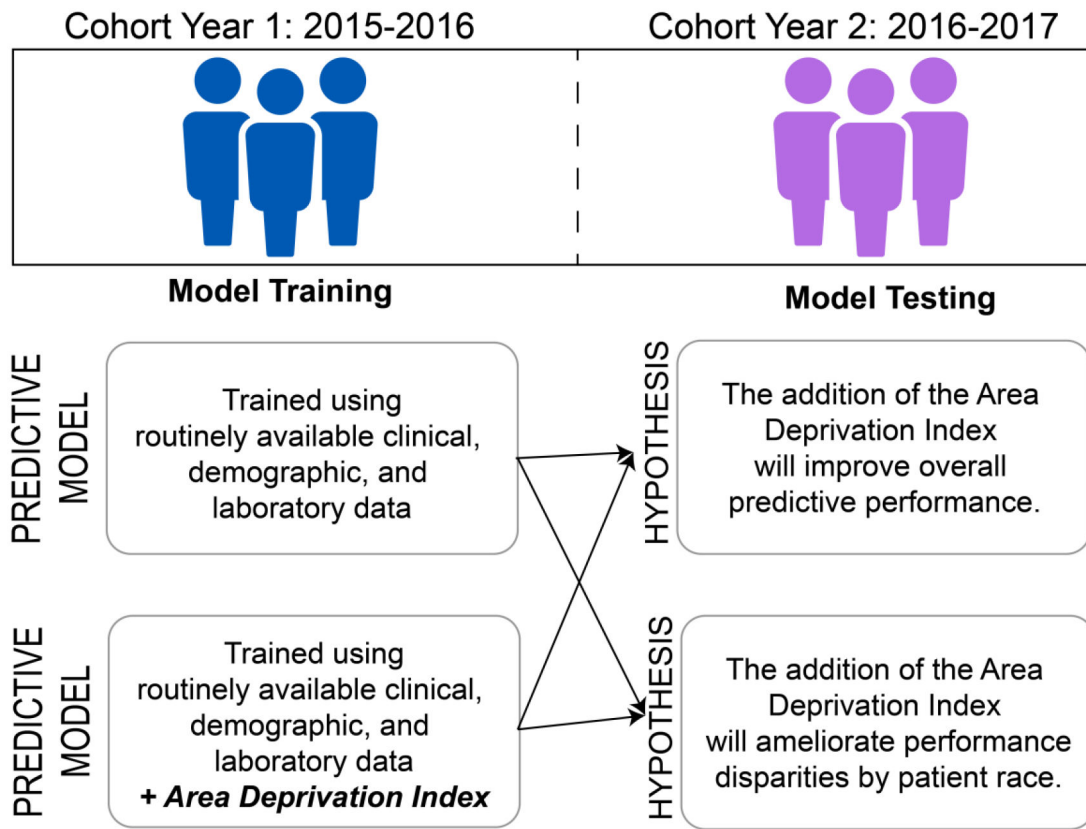 Cohort Year 1: 2015-2016
Cohort Year 2: 2016-2017
Model Training
Model Testing
PREDICTIVE
MODEL
Trained using
routinely available clinical,
demographic, and
laboratory data
HYPOTHESIS
The addition of the Area
Deprivation Index
will improve overall
predictive performance.
PREDICTIVE
MODEL
Trained using
routinely available clinical,
demographic, and
laboratory data
+ Area Deprivation Index
HYPOTHESIS
The addition of the Area
Deprivation Index
will ameliorate performance
disparities by patient race.